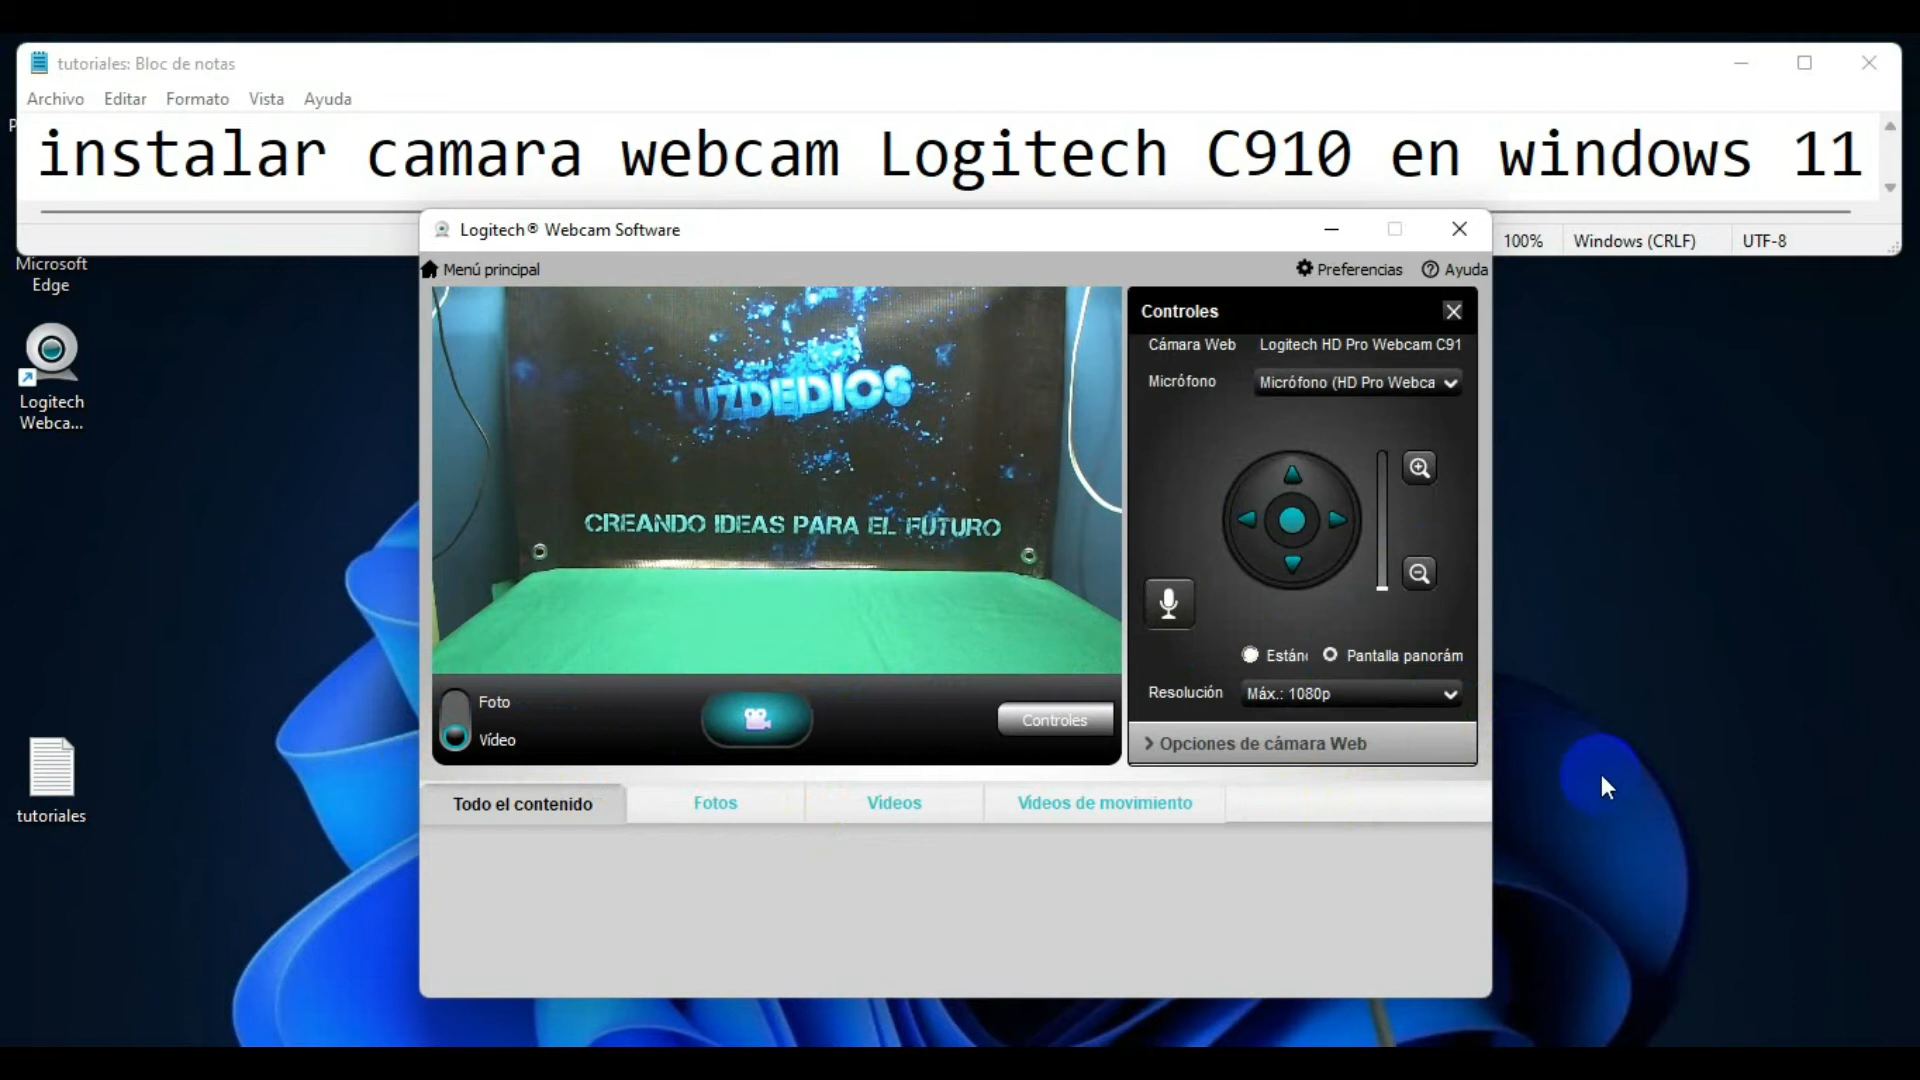 tutoriales: Bloc de notas
Archivo Editar Formato Vista Ayuda
instalar camara webcam Logitech C910 en windows 11
100% Windows (CRLF) UTF-8
Microsoft
Edge
Logitech
Webca...
tutoriales
Logitech® Webcam Software
Menú principal
Preferencias Ayuda
LUZDEDIOS
CREANDO IDEAS PARA EL FUTURO
Foto
Vídeo
Controles
Controles
Cámara Web Logitech HD Pro Webcam C91
Micrófono Micrófono (HD Pro Webca
Están Pantalla panorám
Resolución Máx.: 1080p
Opciones de cámara Web
Todo el contenido Fotos Videos Videos de movimiento